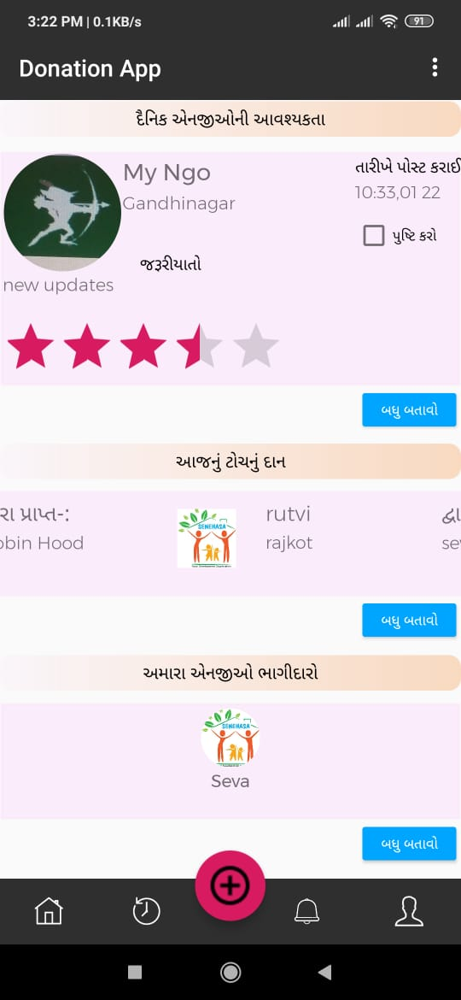 3:22 PM | 0.1KB/s
91
Donation App
દૈનિક એનજીઓની આવશ્યકતા
My Ngo
Gandhinagar
તારીખે પોસ્ટ કરાઈ
10:33,01 22
પુષ્ટિ કરો
જરૂરીયાતો
new updates
બધુ બતાવો
આજનું ટોચનું દાન
રા પ્રાપ્ત-:
obin Hood
SENEHASA
rutvi
rajkot
દ્વા
se
બધુ બતાવો
અમારા એનજીઓ ભાગીદારો
SENEHASA
Seva
બધુ બતાવો